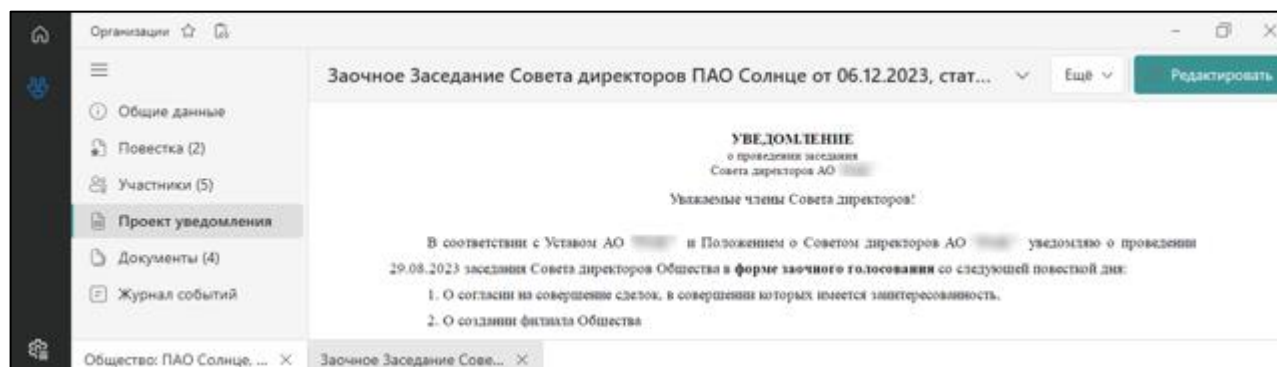 Организации
Заочное Заседание Совета директоров ПАО Солнце от 06.12.2023, стат...
Ещё
Редактировать
Общие данные
Повестка (2)
Участники (5)
Проект уведомления
Документы (4)
Журнал событий
УВЕДОМЛЕНИЕ
о проведении заседания
Совета директоров АО
Уважаемые члены Совета директоров!
В соответствии с Уставом АО и Положением о Советом директоров АО уведомляю о проведении
29.08.2023 заседания Совета директоров Общества в форме заочного голосования со следующей повесткой дня:
1. О согласии на совершение сделок, в совершении которых имеется заинтересованность.
2. О создании филиала Общества
Общество: ПАО Солнце, ...
Заочное Заседание Сове...